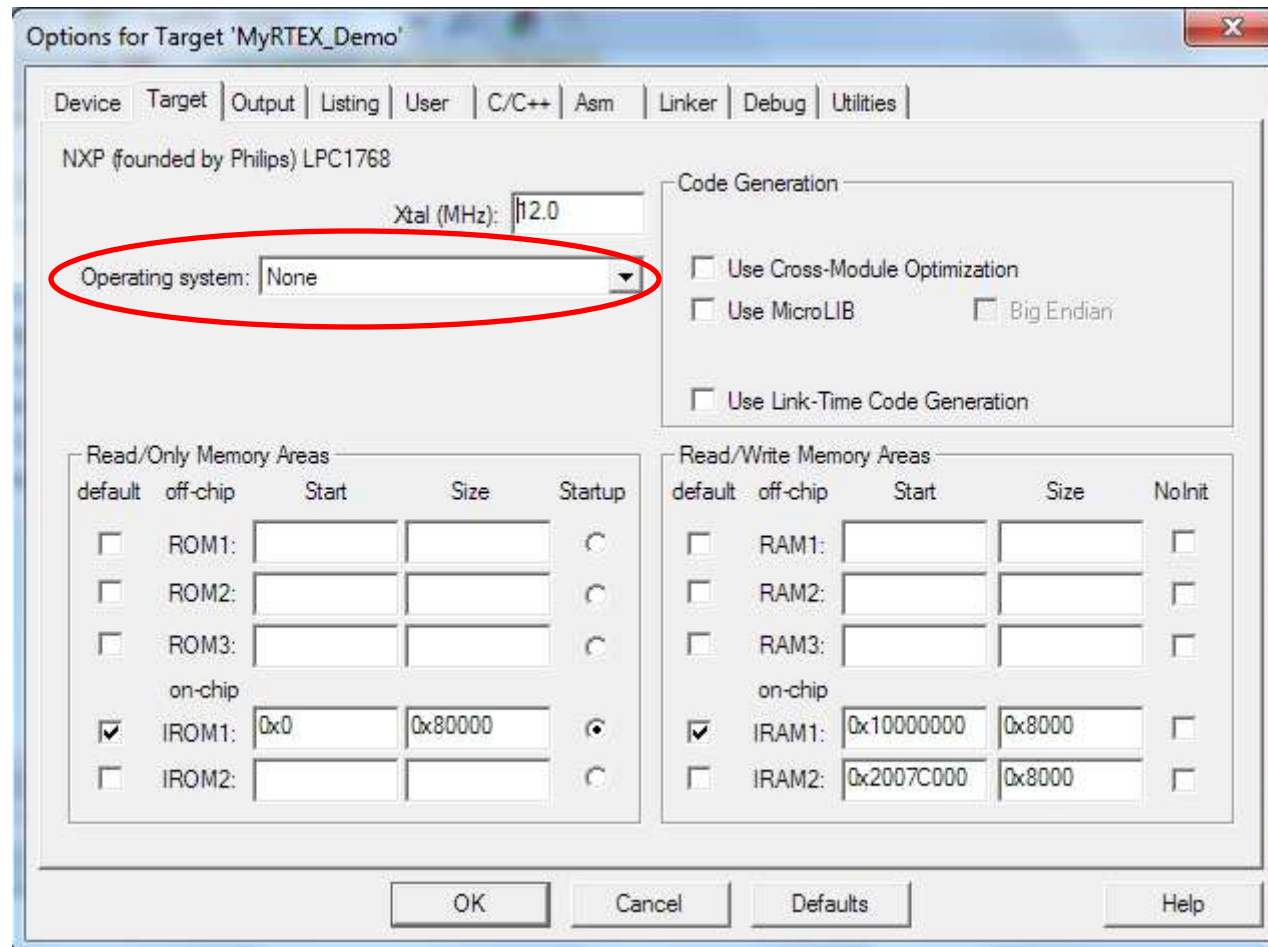 Options for Target 'MyRTEX_Demo'
Device Target Output Listing User C/C++ Asm Linker Debug Utilities
NXP (founded by Philips) LPC1768
Xtal (MHz): 12.0
Operating system: None
Code Generation
Use Cross-Module Optimization
Use MicroLIB Big Endian
Use Link-Time Code Generation
Read/Only Memory Areas
default off-chip Start Size Startup
ROM1:
ROM2:
ROM3:
on-chip
IROM1: 0x0 0x80000
IROM2:
Read/Write Memory Areas
default off-chip Start Size NoInit
RAM1:
RAM2:
RAM3:
on-chip
IRAM1: 0x10000000 0x8000
IRAM2: 0x2007C000 0x8000
OK Cancel Defaults Help